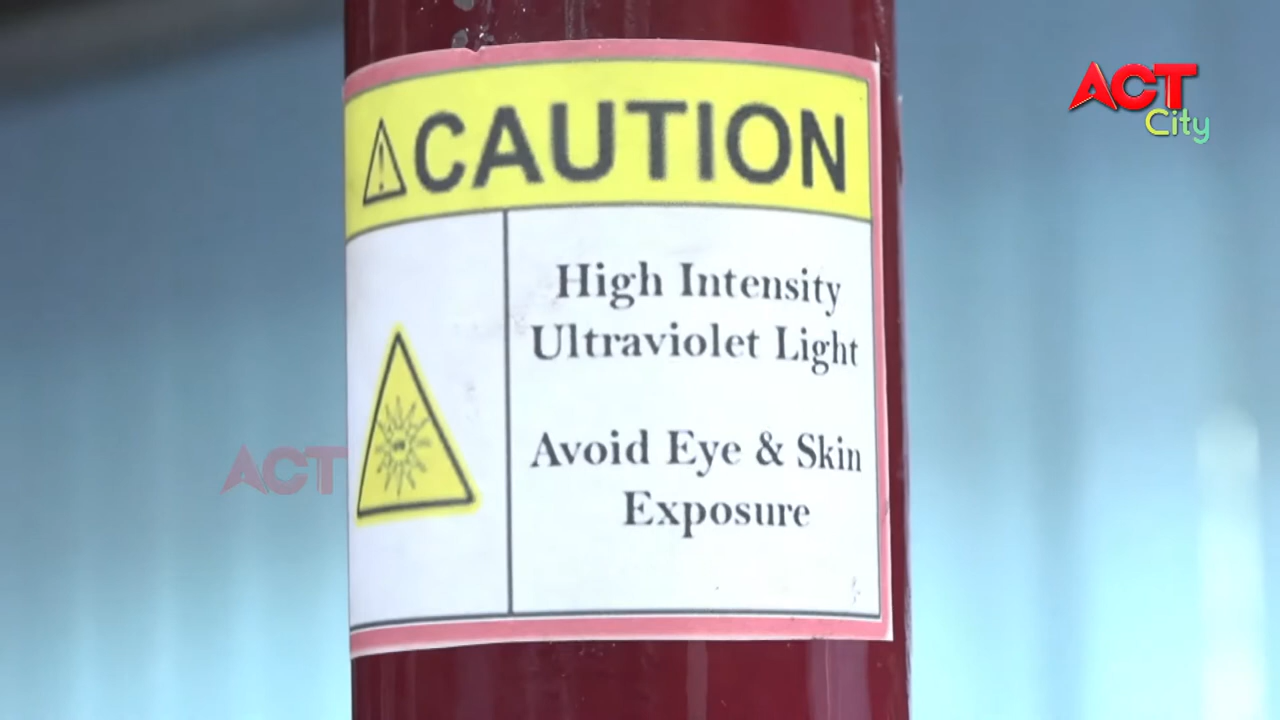 ACT
City
CAUTION
High Intensity
Ultraviolet Light
Avoid Eye & Skin
Exposure
ACT